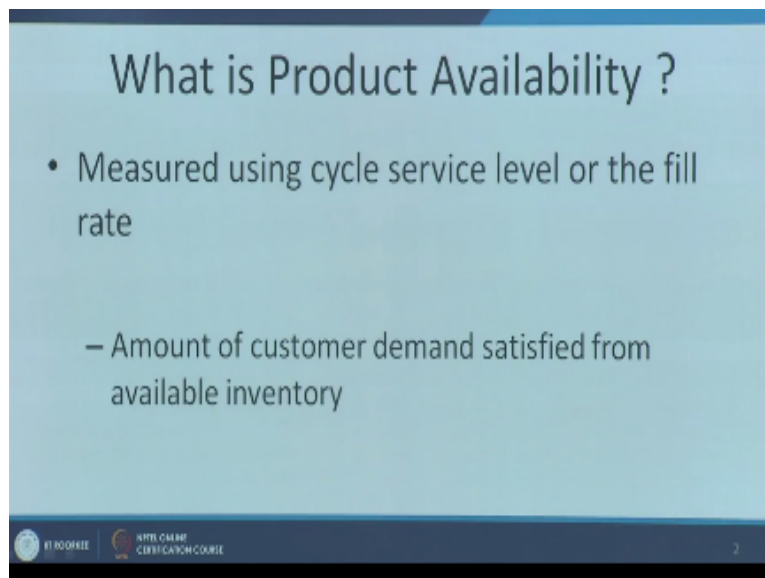 What is Product Availability ?
• Measured using cycle service level or the fill
rate
– Amount of customer demand satisfied from
available inventory
IIT ROORKEE
NPTEL ONLINE
CERTIFICATION COURSE
2